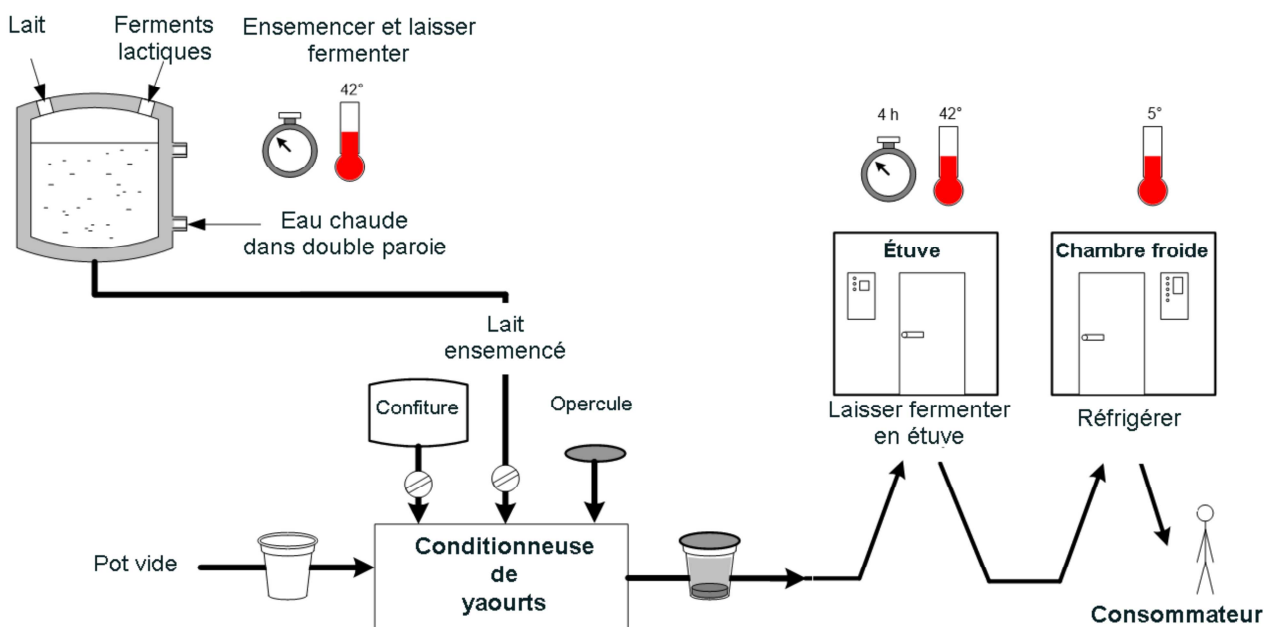 Lait
Ferments
lactiques
Ensemencer et laisser
fermenter
42°
Eau chaude
dans double paroie
4 h
42°
5°
Étuve
Chambre froide
Lait
ensemencé
Confiture
Opercule
Laisser fermenter
en étuve
Réfrigérer
Pot vide
Conditionneuse
de
yaourts
Consommateur